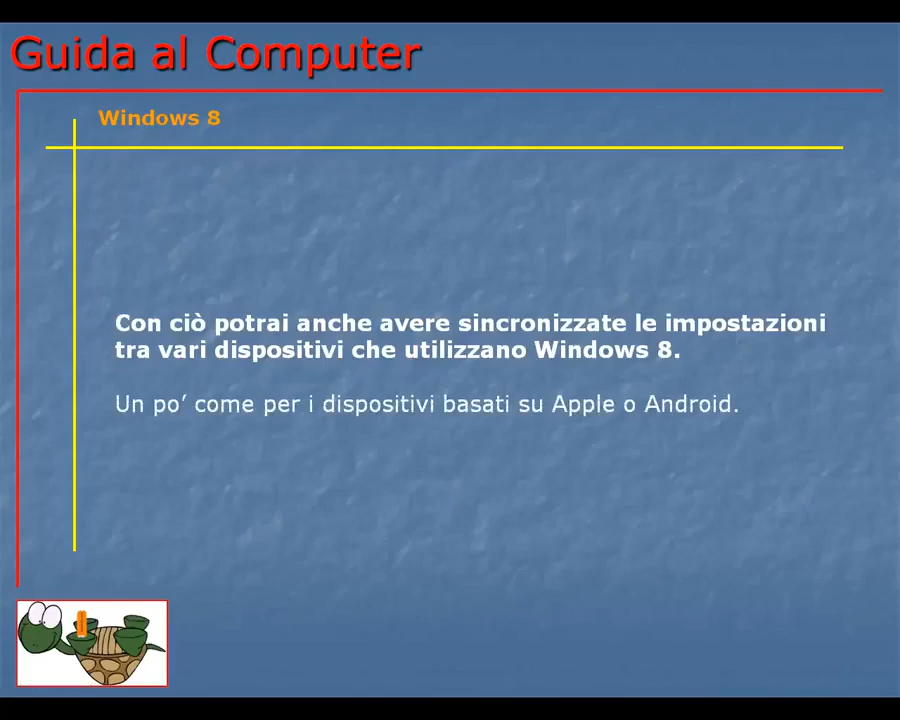 Guida al Computer
Windows 8
Con ciò potrai anche avere sincronizzate le impostazioni
tra vari dispositivi che utilizzano Windows 8.
Un po’ come per i dispositivi basati su Apple o Android.